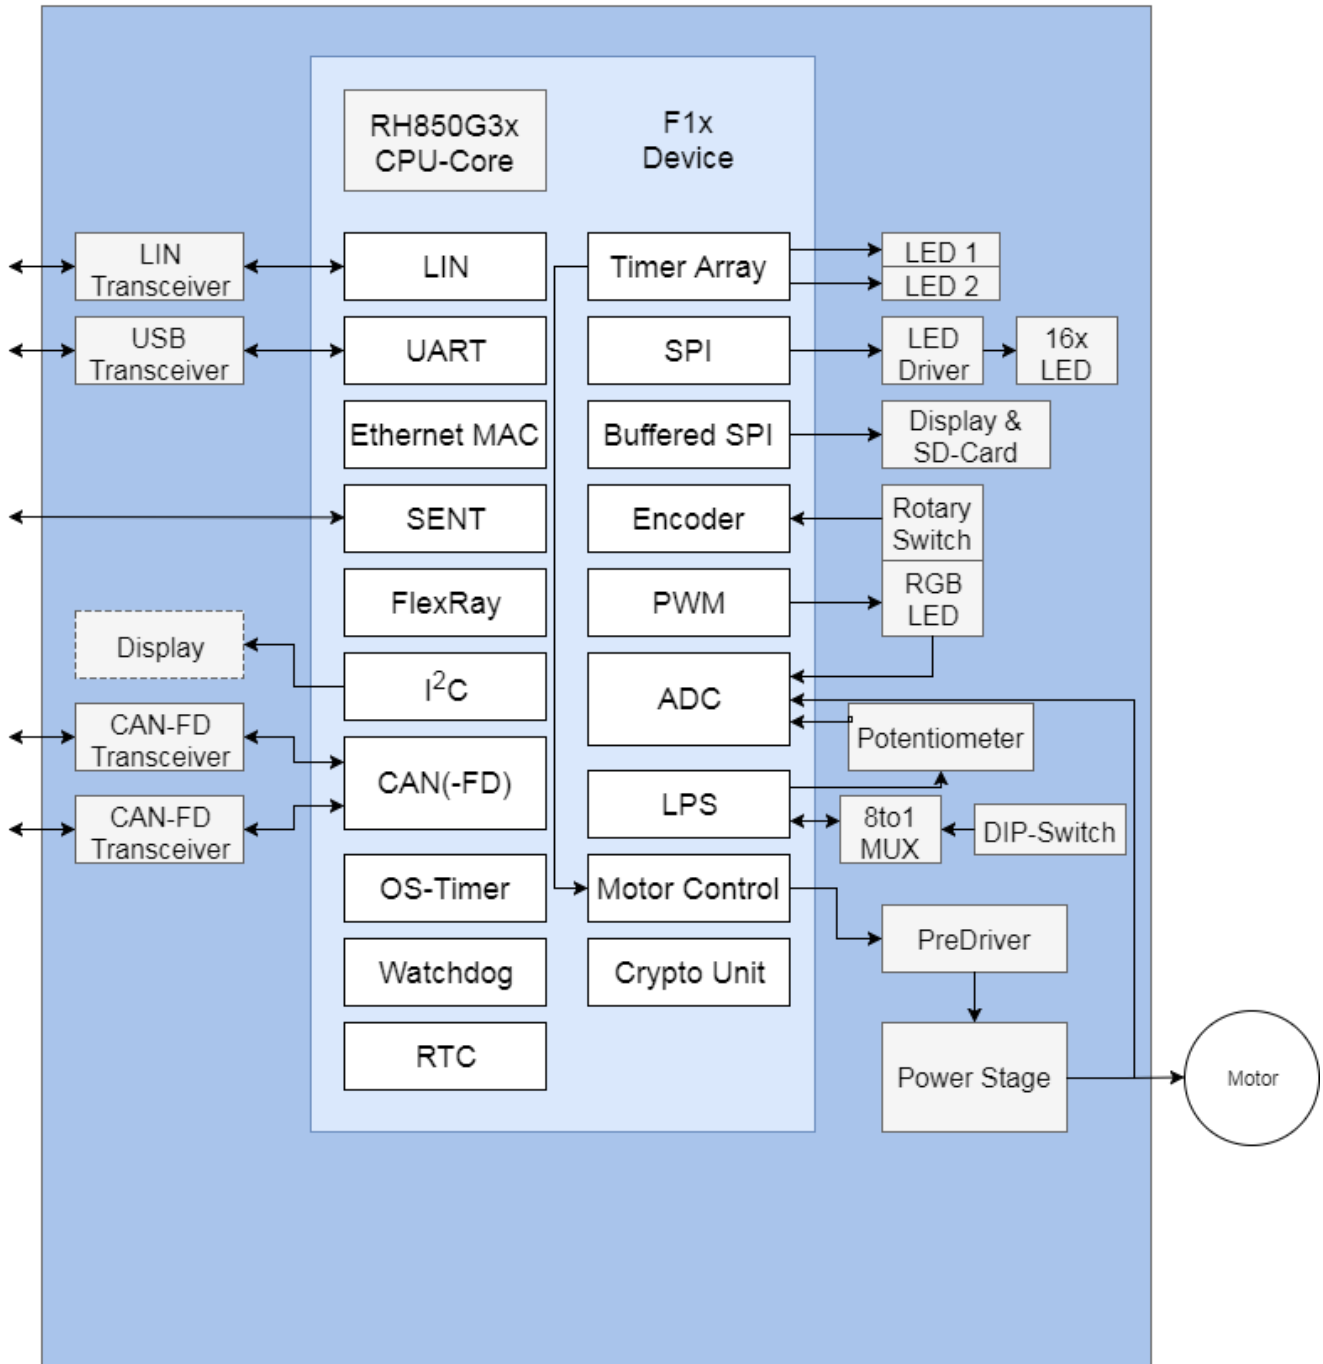 RH850G3x
CPU-Core
F1x
Device
LIN
Transceiver
LIN
Timer Array
LED 1
LED 2
USB
Transceiver
UART
SPI
LED
Driver
16x
LED
Ethernet MAC
Buffered SPI
Display &
SD-Card
SENT
Encoder
Rotary
Switch
FlexRay
PWM
RGB
LED
Display
I²C
ADC
CAN-FD
Transceiver
Potentiometer
CAN(-FD)
CAN-FD
Transceiver
LPS
8to1
MUX
DIP-Switch
OS-Timer
Motor Control
PreDriver
Watchdog
Crypto Unit
RTC
Power Stage
Motor